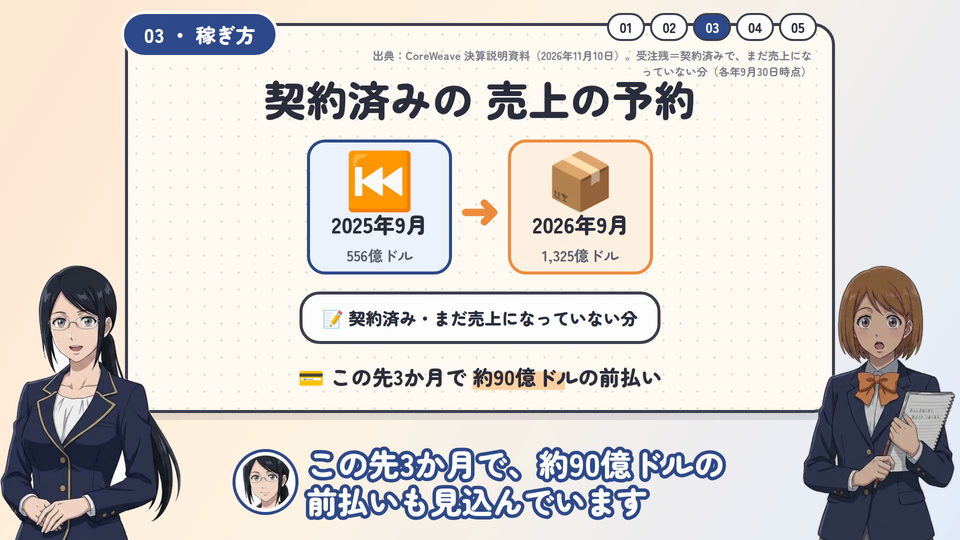 03 ・ 稼ぎ方
01 02 03 04 05
出典：CoreWeave 決算説明資料（2026年11月10日）。受注残＝契約済みで、まだ売上にな
っていない分（各年9月30日時点）
契約済みの 売上の予約
2025年9月
556億ドル
2026年9月
1,325億ドル
契約済み・まだ売上になっていない分
この先3か月で 約90億ドルの前払い
この先3か月で、約90億ドルの
前払いも見込んでいます